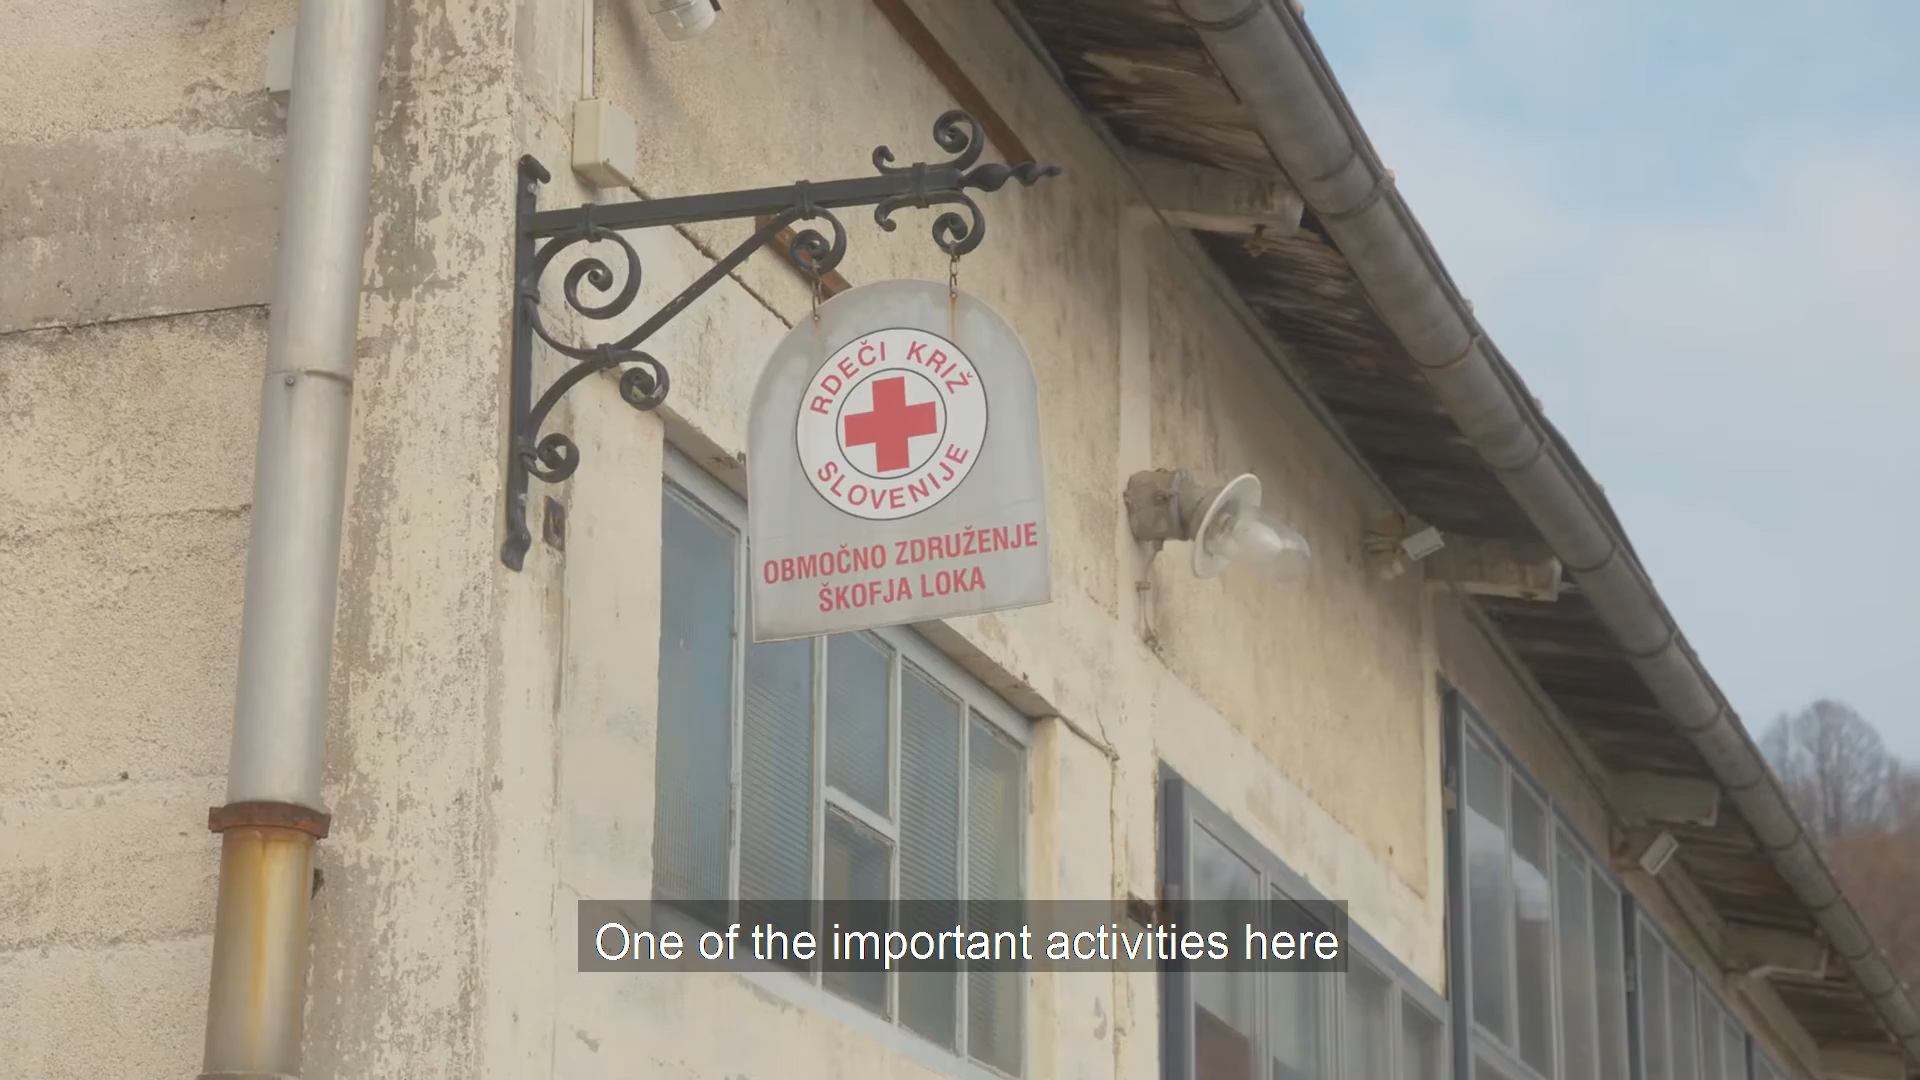 RDEČI KRIŽ
SLOVENIJE
OBMOČNO ZDRUŽENJE
ŠKOFJA LOKA
One of the important activities here